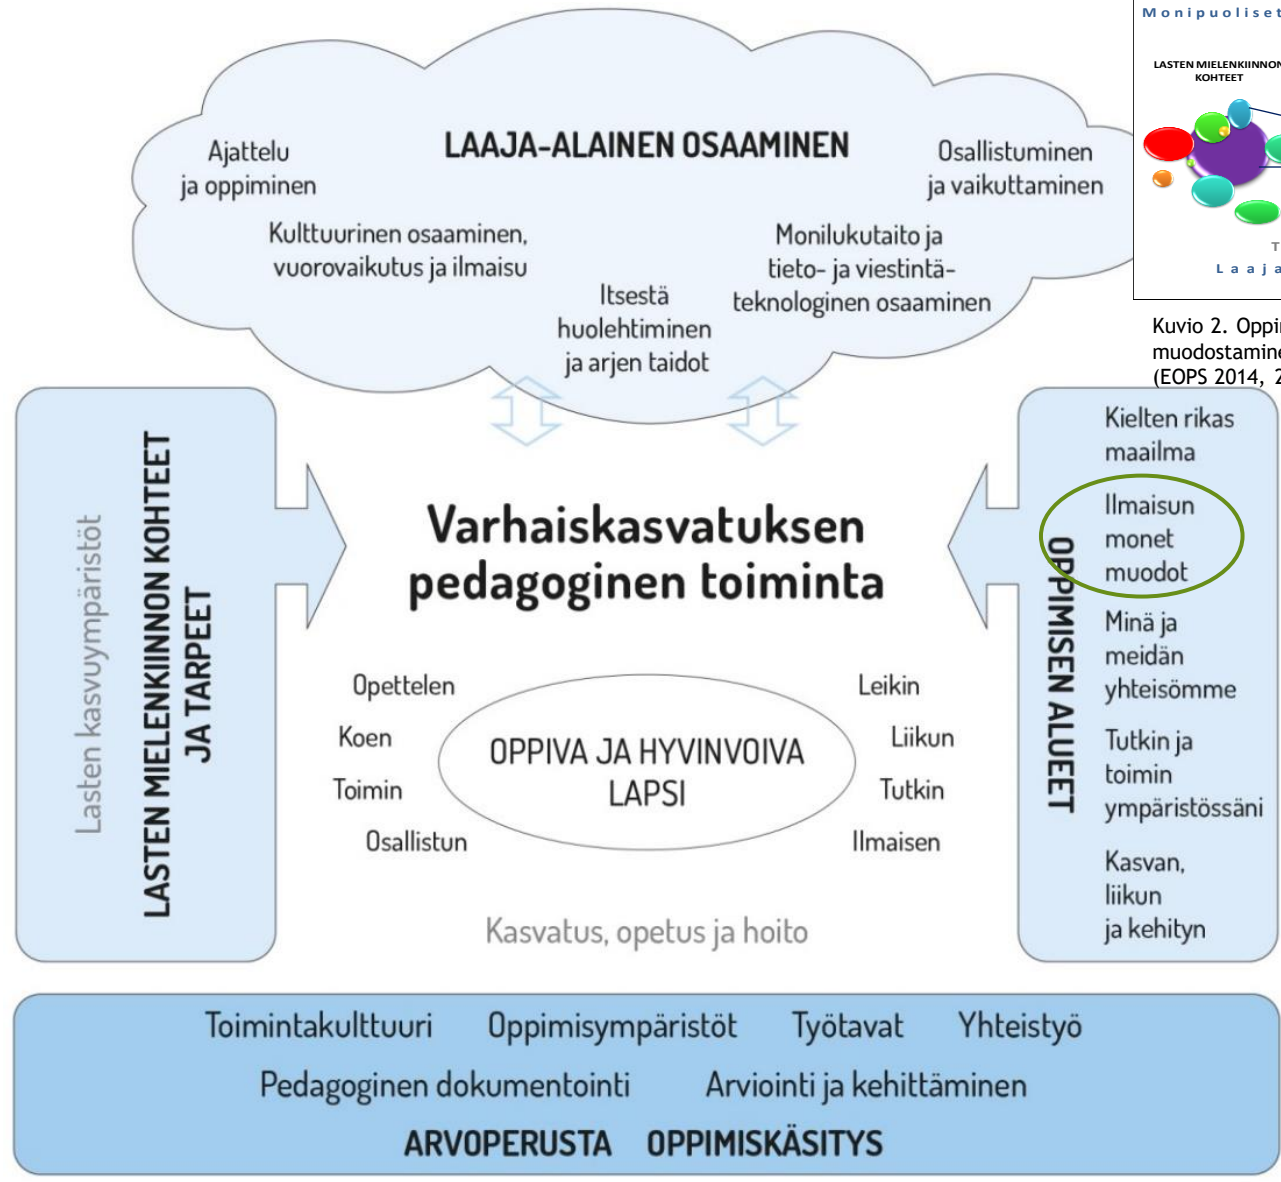 LAAJA-ALAINEN OSAAMINEN
Ajattelu
ja oppiminen
Osallistuminen
ja vaikuttaminen
Kulttuurinen osaaminen,
vuorovaikutus ja ilmaisu
Monilukutaito ja
tieto- ja viestintä-
teknologinen osaaminen
Itsestä
huolehtiminen
ja arjen taidot
Monipuoliset
LASTEN MIELENKIINNON
KOHTEET
T
Laaja
Kuvio 2. Oppi
muodostamine
(EOPS 2014, 2
Lasten kasvuympäristöt
LASTEN MIELENKIINNON KOHTEET
JA TARPEET
Varhaiskasvatuksen
pedagoginen toiminta
Opettelen
Koen
Toimin
Osallistun
OPPIVA JA HYVINVOIVA
LAPSI
Leikin
Liikun
Tutkin
Ilmaisen
Kasvatus, opetus ja hoito
OPPIMISEN ALUEET
Kielten rikas
maailma
Ilmaisun
monet
muodot
Minä ja
meidän
yhteisömme
Tutkin ja
toimin
ympäristössäni
Kasvan,
liikun
ja kehityn
Toimintakulttuuri Oppimisympäristöt Työtavat Yhteistyö
Pedagoginen dokumentointi Arviointi ja kehittäminen
ARVOPERUSTA OPPIMISKÄSITYS